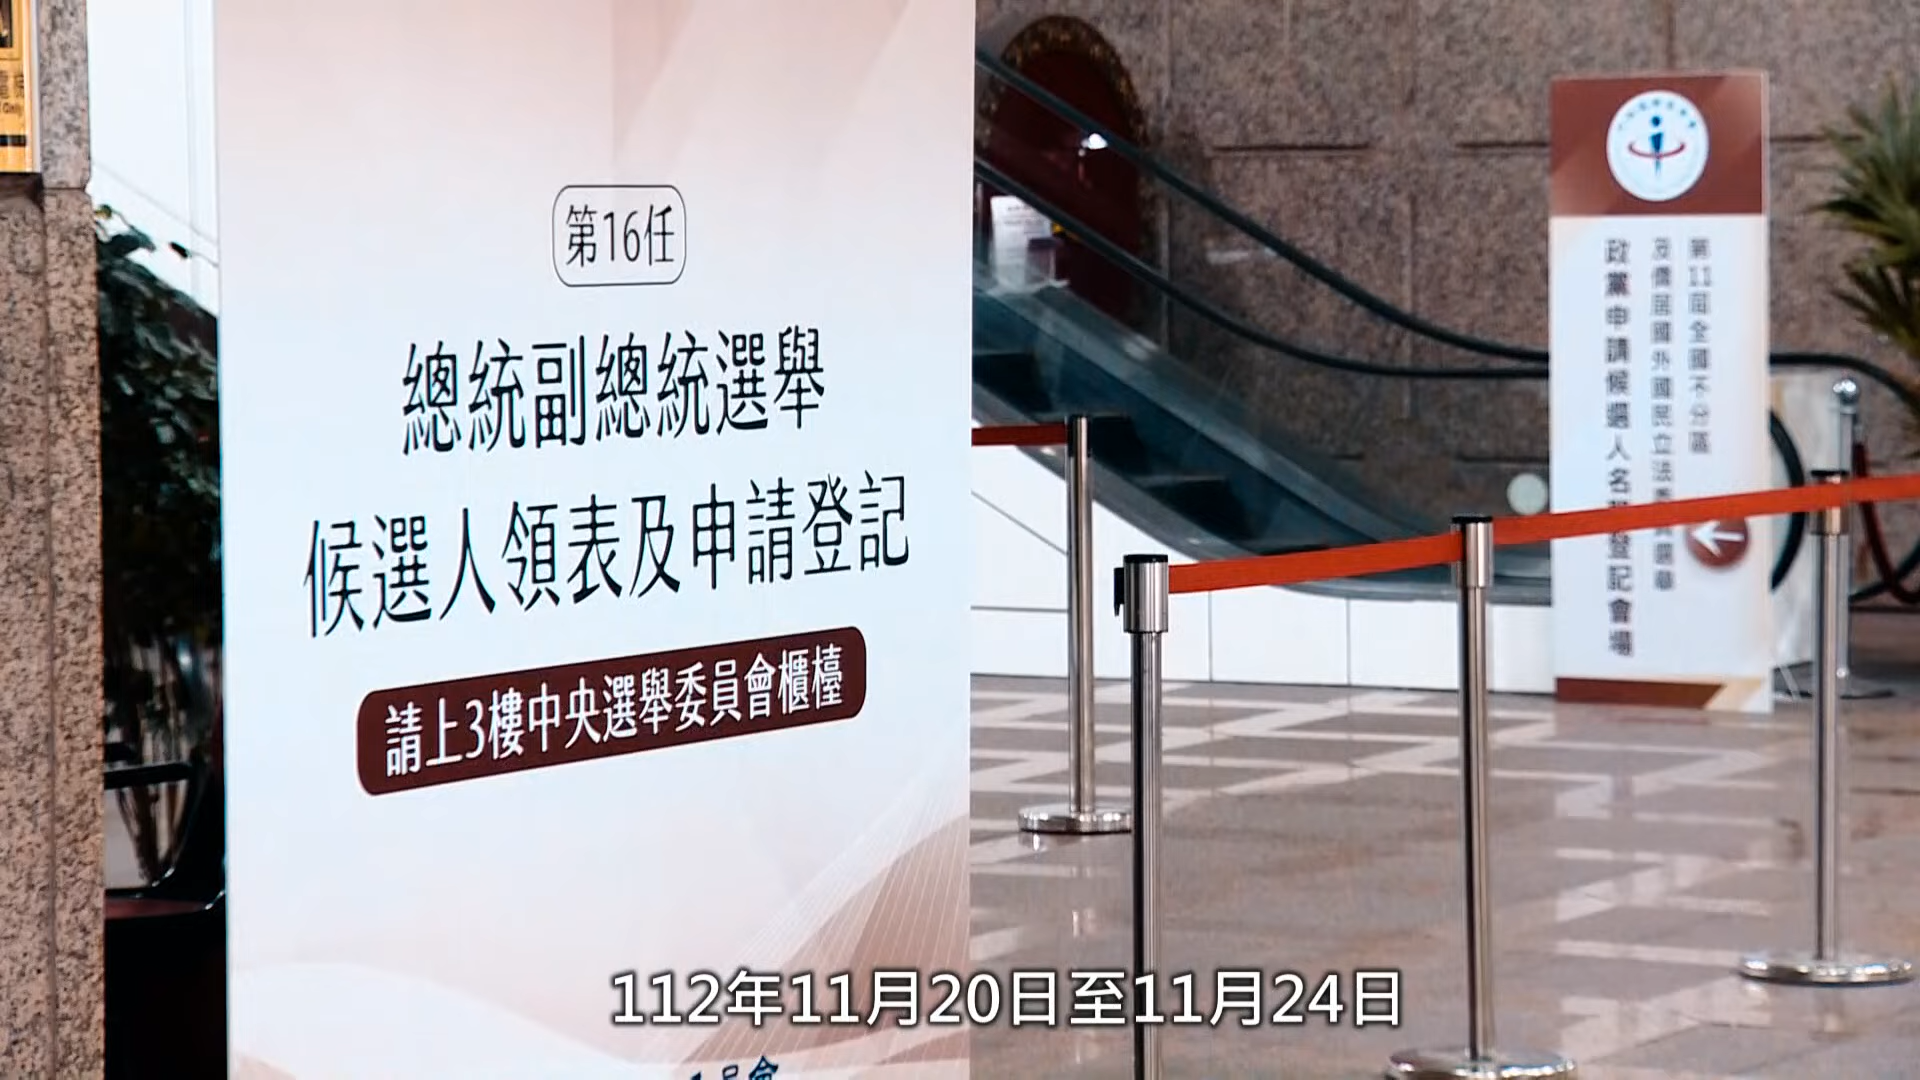 第16任
總統副總統選舉
候選人領表及申請登記
請上3樓中央選舉委員會櫃檯
第11屆全國不分區
及僑居國外國民立法委員選舉
政黨申請候選人名單登記會場
112年11月20日至11月24日
員會